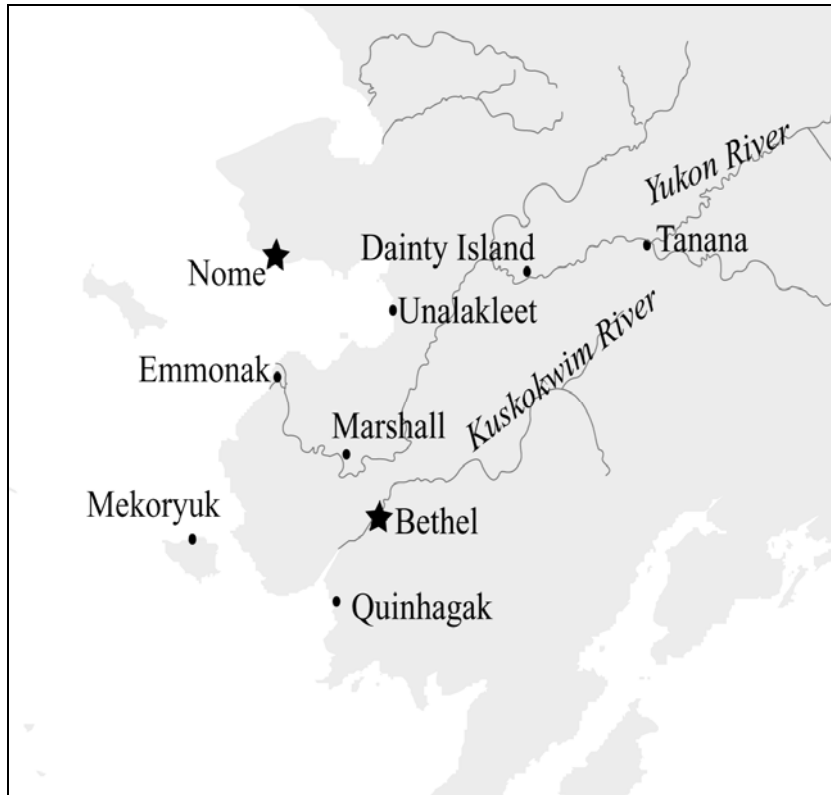 Yukon River
Tanana
Dainty Island
Nome
Unalakleet
Kuskokwim River
Emmonak
Marshall
Mekoryuk
Bethel
Quinhagak